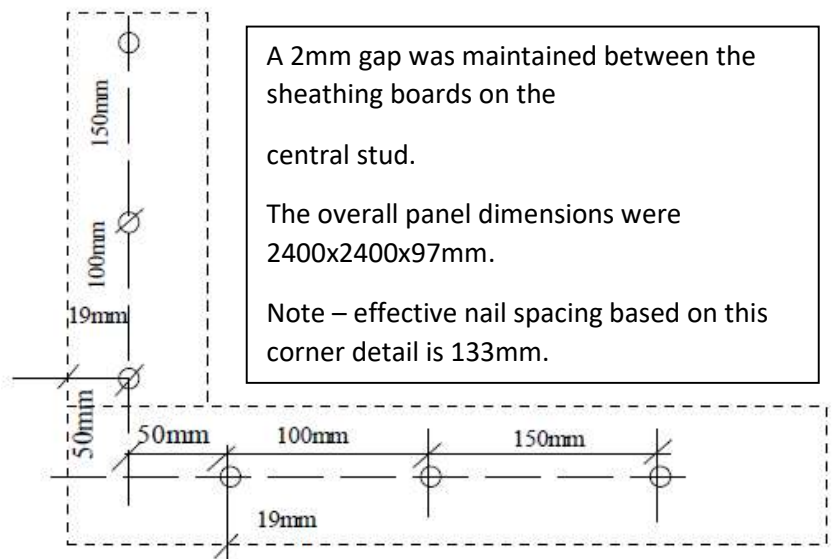 A 2mm gap was maintained between the
sheathing boards on the
central stud.
The overall panel dimensions were
2400x2400x97mm.
Note – effective nail spacing based on this
corner detail is 133mm.
150mm
100mm
19mm
50mm
50mm
100mm
150mm
19mm